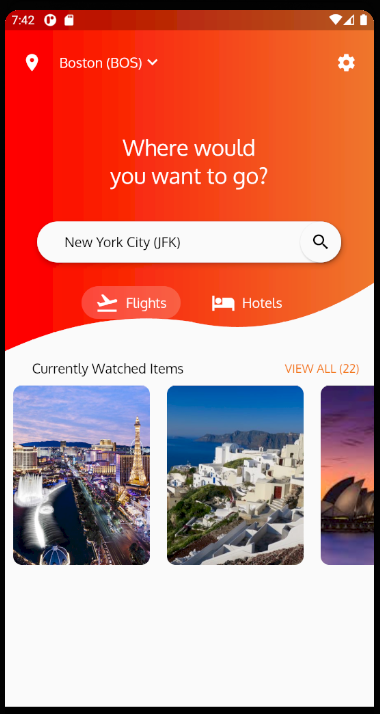 7:42
Boston (BOS)
Where would
you want to go?
New York City (JFK)
Flights
Hotels
Currently Watched Items
VIEW ALL (22)